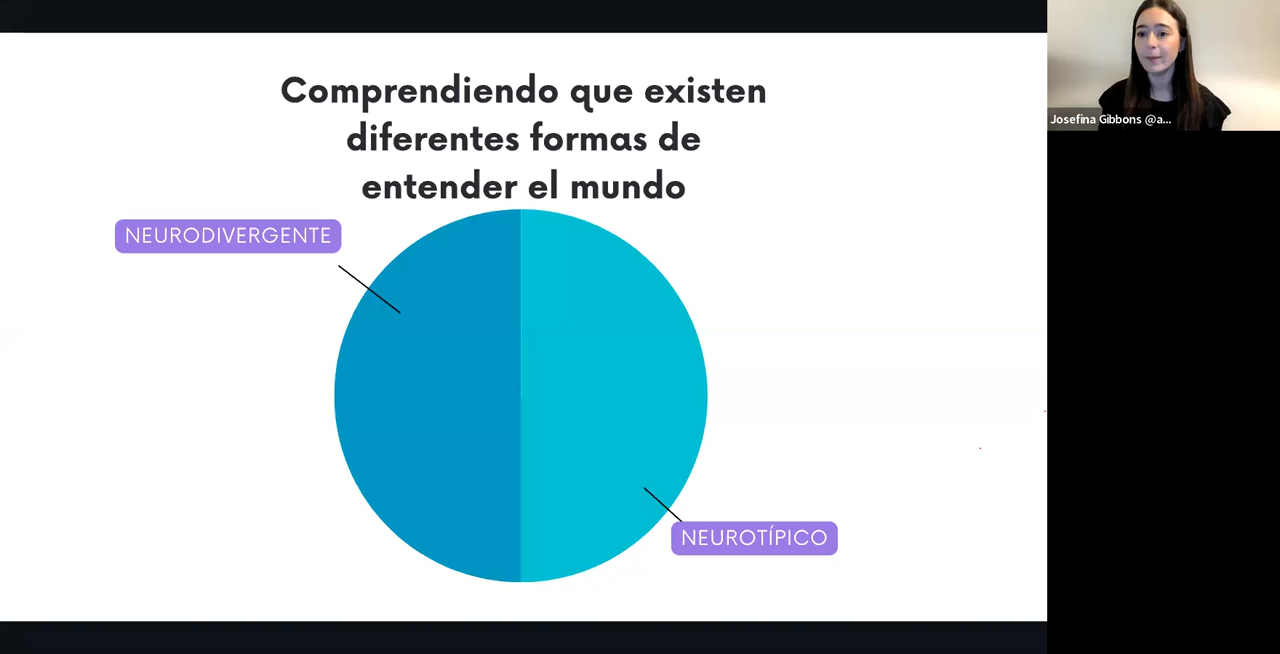 Comprendiendo que existen
diferentes formas de
entender el mundo
NEURODIVERGENTE
NEUROTÍPICO
Josefina Gibbons @a...